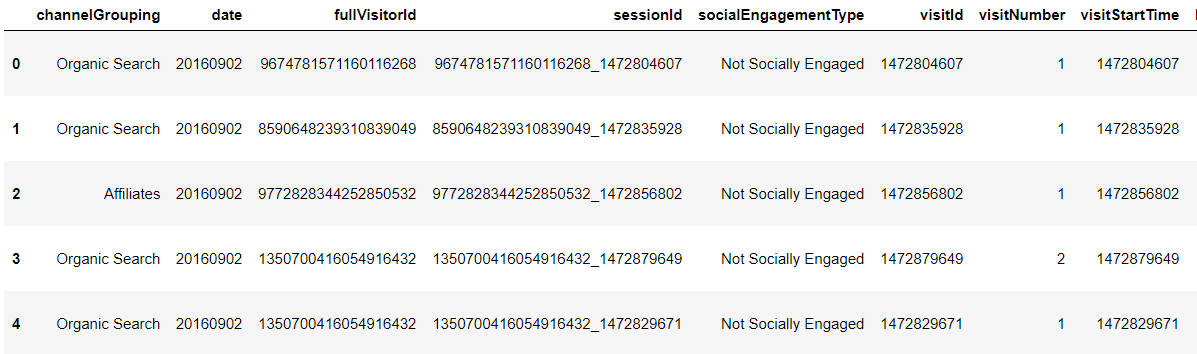 channelGrouping date fullVisitorId sessionId socialEngagementType visitId visitNumber visitStartTime
0 Organic Search 20160902 9674781571160116268 9674781571160116268_1472804607 Not Socially Engaged 1472804607 1 1472804607
1 Organic Search 20160902 8590648239310839049 8590648239310839049_1472835928 Not Socially Engaged 1472835928 1 1472835928
2 Affiliates 20160902 9772828344252850532 9772828344252850532_1472856802 Not Socially Engaged 1472856802 1 1472856802
3 Organic Search 20160902 1350700416054916432 1350700416054916432_1472879649 Not Socially Engaged 1472879649 2 1472879649
4 Organic Search 20160902 1350700416054916432 1350700416054916432_1472829671 Not Socially Engaged 1472829671 1 1472829671